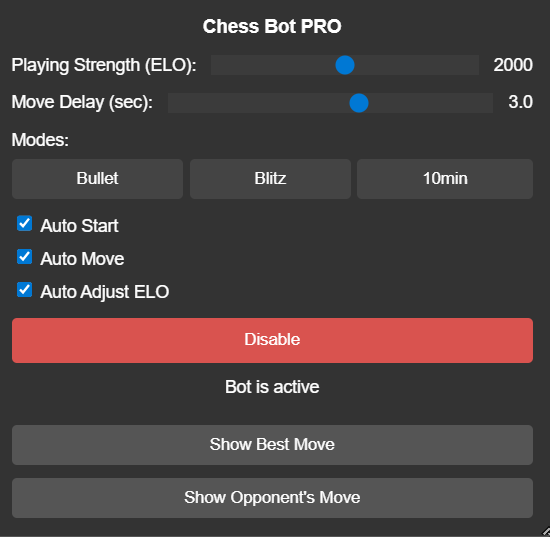 Chess Bot PRO
Playing Strength (ELO): 2000
Move Delay (sec): 3.0
Modes:
Bullet Blitz 10min
Auto Start
Auto Move
Auto Adjust ELO
Disable
Bot is active
Show Best Move
Show Opponent's Move